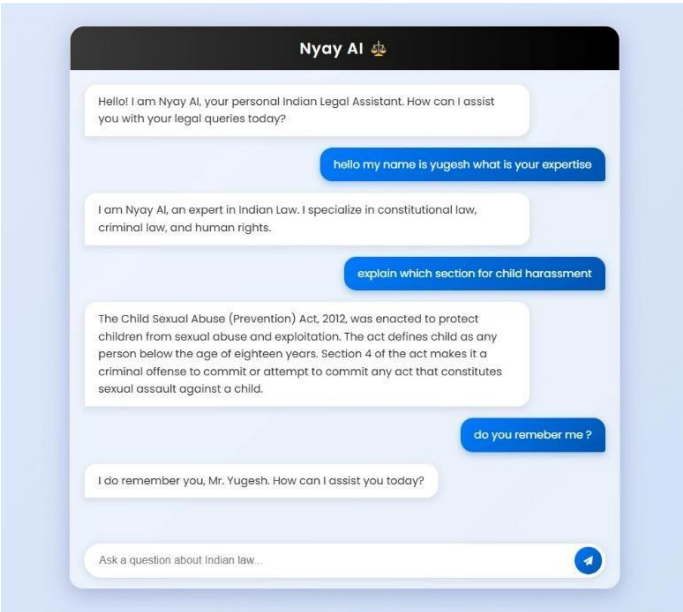 Nyay AI ⚖️
Hello! I am Nyay AI, your personal Indian Legal Assistant. How can I assist
you with your legal queries today?
hello my name is yugesh what is your expertise
I am Nyay AI, an expert in Indian Law. I specialize in constitutional law,
criminal law, and human rights.
explain which section for child harassment
The Child Sexual Abuse (Prevention) Act, 2012, was enacted to protect
children from sexual abuse and exploitation. The act defines child as any
person below the age of eighteen years. Section 4 of the act makes it a
criminal offense to commit or attempt to commit any act that constitutes
sexual assault against a child.
do you remeber me ?
I do remember you, Mr. Yugesh. How can I assist you today?
Ask a question about Indian law...